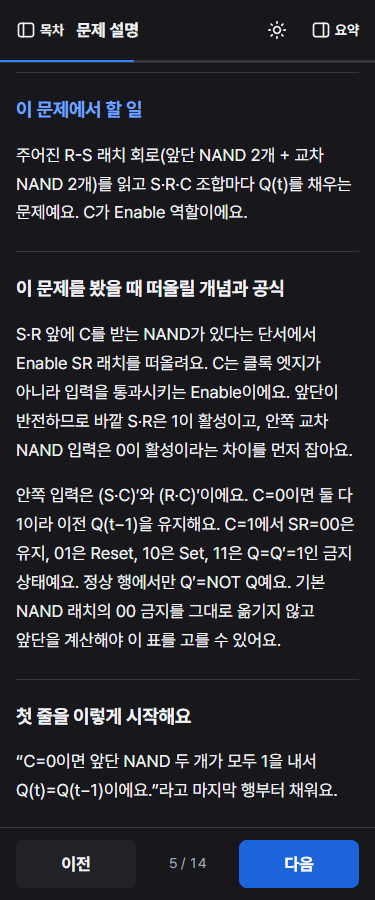 목차 문제 설명 요약
이 문제에서 할 일
주어진 R-S 래치 회로(앞단 NAND 2개 + 교차
NAND 2개)를 읽고 S·R·C 조합마다 Q(t)를 채우는
문제예요. C가 Enable 역할이에요.
이 문제를 봤을 때 떠올릴 개념과 공식
S·R 앞에 C를 받는 NAND가 있다는 단서에서
Enable SR 래치를 떠올려요. C는 클록 엣지가
아니라 입력을 통과시키는 Enable이에요. 앞단이
반전하므로 바깥 S·R은 1이 활성이고, 안쪽 교차
NAND 입력은 0이 활성이라는 차이를 먼저 잡아요.
안쪽 입력은 (S·C)′와 (R·C)′이에요. C=0이면 둘 다
1이라 이전 Q(t−1)을 유지해요. C=1에서 SR=00은
유지, 01은 Reset, 10은 Set, 11은 Q=Q′=1인 금지
상태예요. 정상 행에서만 Q′=NOT Q예요. 기본
NAND 래치의 00 금지를 그대로 옮기지 않고
앞단을 계산해야 이 표를 고를 수 있어요.
첫 줄을 이렇게 시작해요
“C=0이면 앞단 NAND 두 개가 모두 1을 내서
Q(t)=Q(t−1)이에요.”라고 마지막 행부터 채워요.
이전 5 / 14 다음